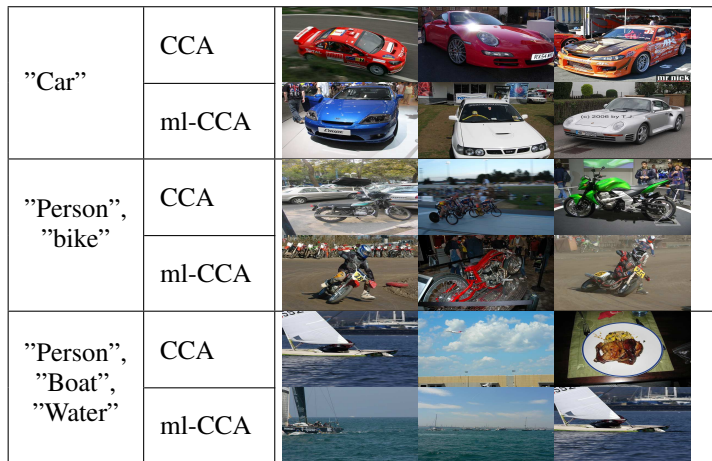 "Car"
CCA
mr nick
ml-CCA
(c) 2006 by T.J.
"Person",
"bike"
CCA
ml-CCA
"Person",
"Boat",
"Water"
CCA
ml-CCA